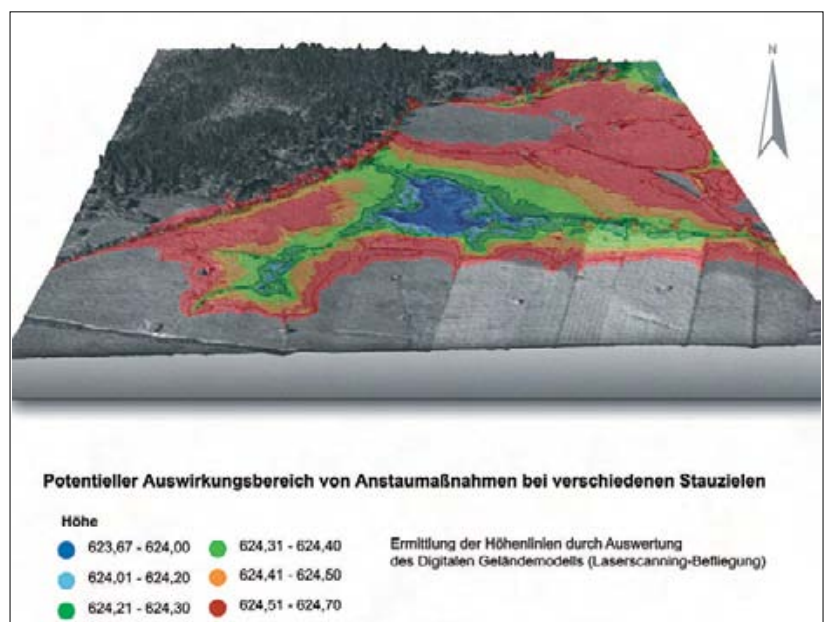 N
Potentieller Auswirkungsbereich von Anstaumaßnahmen bei verschiedenen Stauzielen
Höhe
623,67 - 624,00
624,01 - 624,20
624,21 - 624,30
624,31 - 624,40
624,41 - 624,50
624,51 - 624,70
Ermittlung der Höhenlinien durch Auswertung
des Digitalen Geländemodells (Laserscanning-Befliegung)